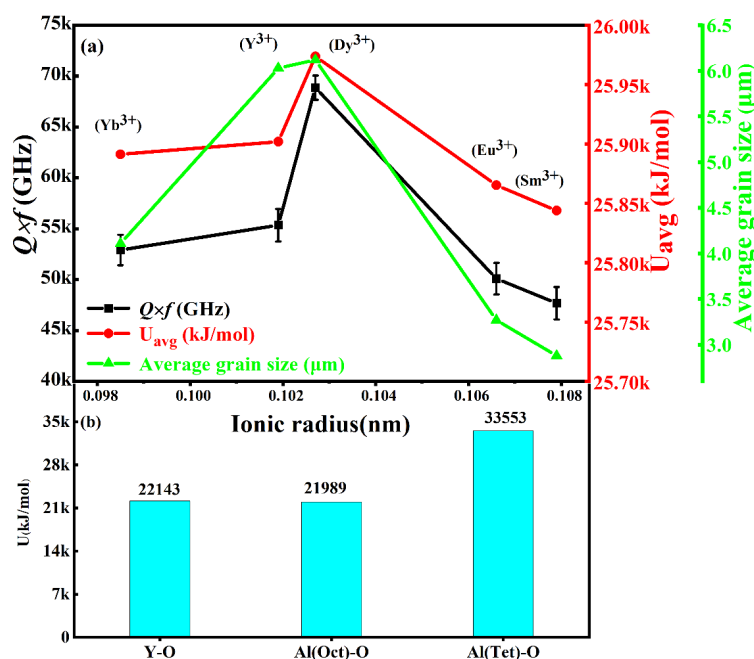 (a)
(Yb3+)
(Y3+)
(Dy3+)
(Eu3+)
(Sm3+)
75k
70k
65k
60k
55k
50k
45k
40k
Q×f (GHz)
26.00k
25.95k
25.90k
25.85k
25.80k
25.75k
25.70k
Uavg (kJ/mol)
6.5
6.0
5.5
5.0
4.5
4.0
3.5
3.0
Average grain size (μm)
Q×f (GHz)
Uavg (kJ/mol)
Average grain size (μm)
0.098 0.100 0.102 0.104 0.106 0.108
Ionic radius(nm)
(b)
35k
28k
21k
14k
7k
0
U(kJ/mol)
22143
21989
33553
Y-O Al(Oct)-O Al(Tet)-O